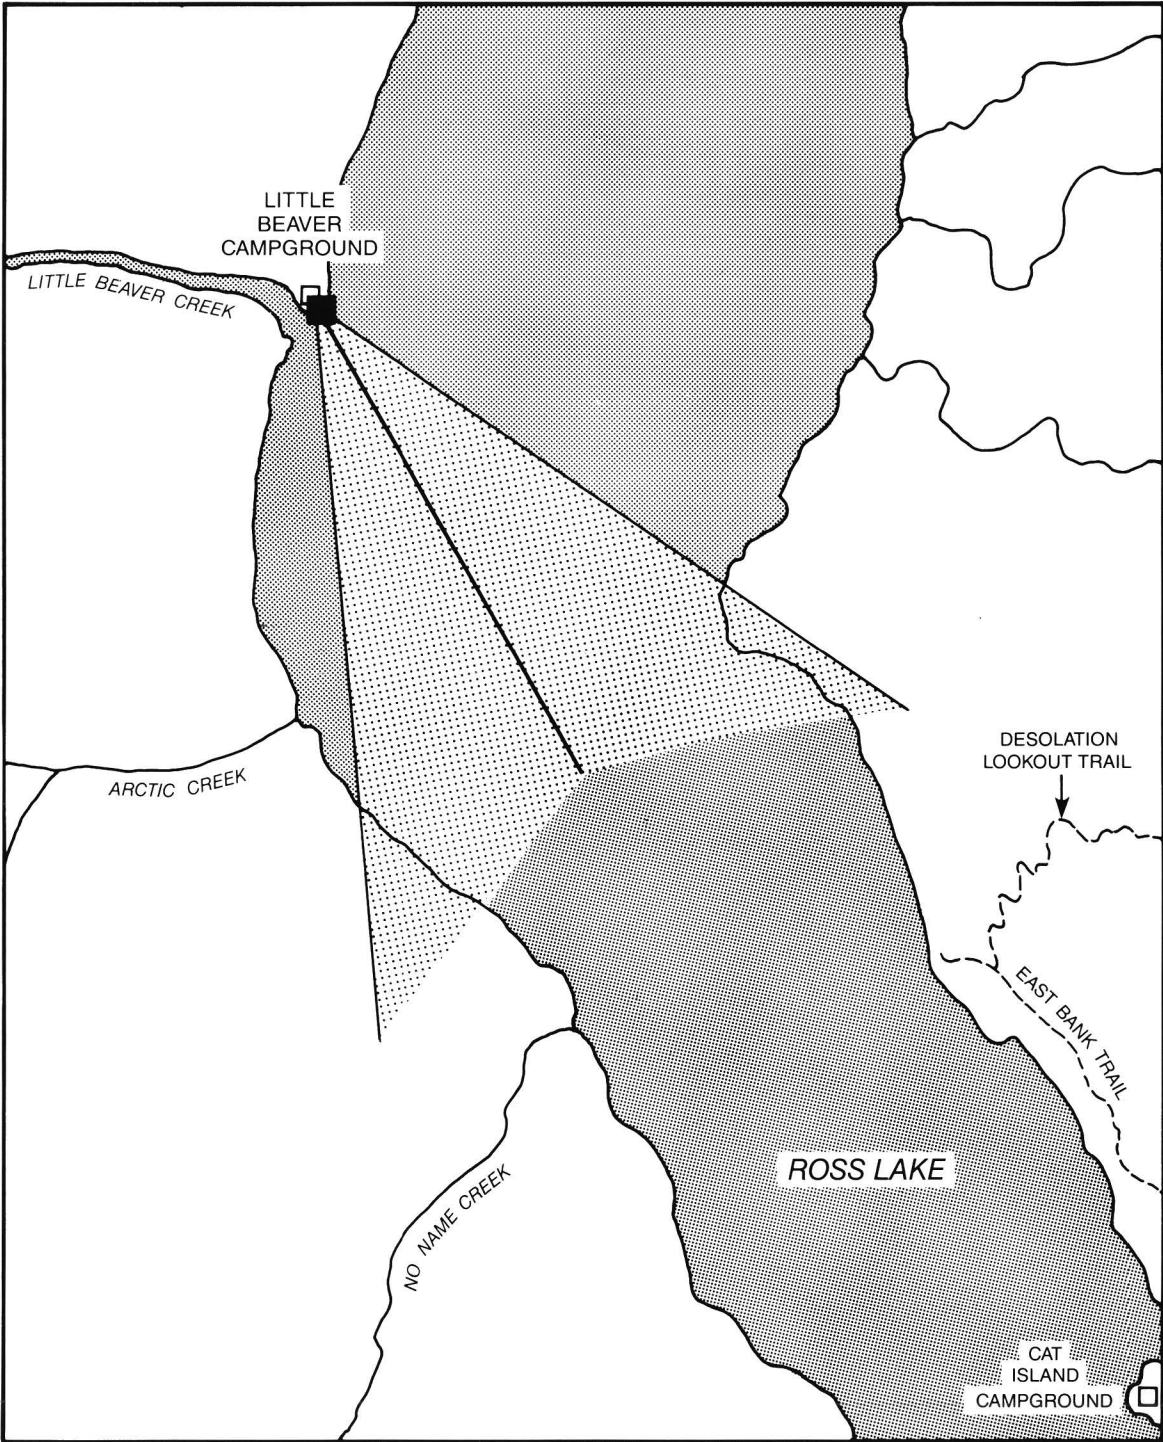 LITTLE
BEAVER
CAMPGROUND
LITTLE BEAVER CREEK
DESOLATION
LOOKOUT TRAIL
ARCTIC CREEK
EAST BANK TRAIL
ROSS LAKE
NO NAME CREEK
CAT
ISLAND
CAMPGROUND